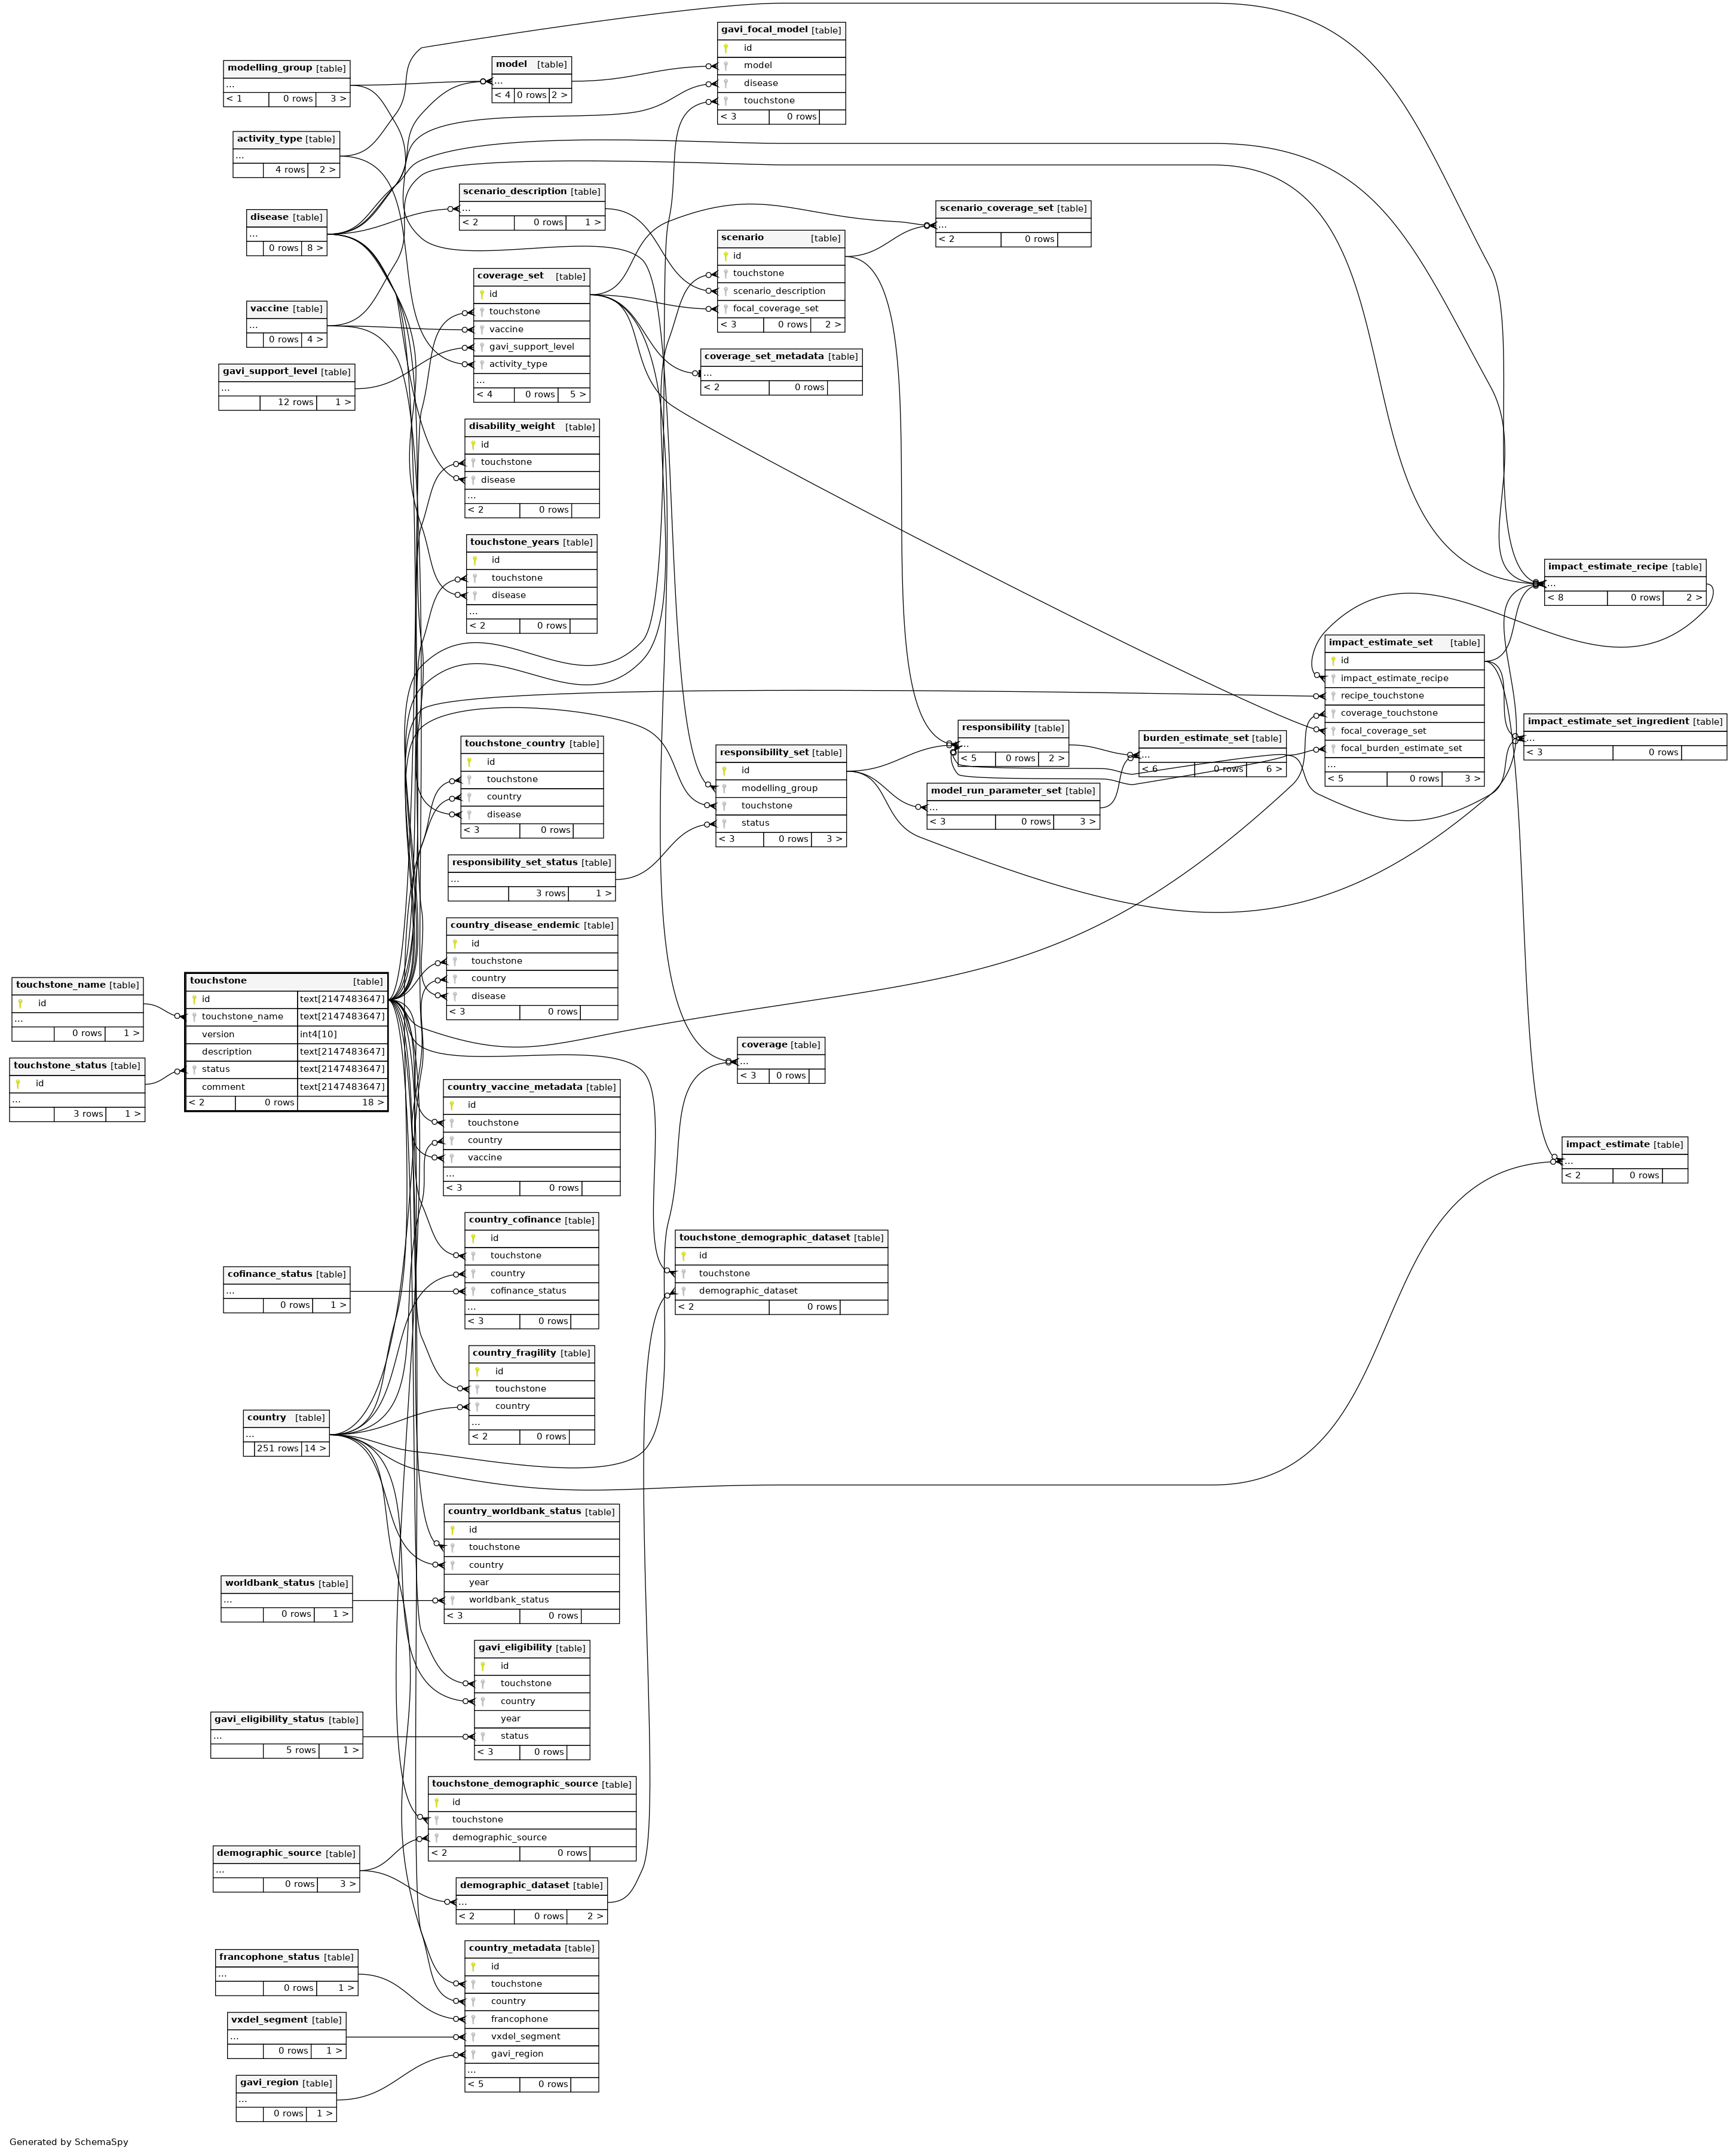 gavi_focal_model [table]
id
model
disease
touchstone
< 3 0 rows
modelling_group [table]
...
< 1 0 rows 3 >
model [table]
...
< 4 0 rows 2 >
activity_type [table]
...
4 rows 2 >
scenario_description [table]
...
< 2 0 rows 1 >
scenario_coverage_set [table]
...
< 2 0 rows
disease [table]
...
0 rows 8 >
scenario [table]
id
touchstone
scenario_description
focal_coverage_set
< 3 0 rows 2 >
coverage_set [table]
id
touchstone
vaccine
gavi_support_level
activity_type
...
< 4 0 rows 5 >
vaccine [table]
...
0 rows 4 >
coverage_set_metadata [table]
...
< 2 0 rows
gavi_support_level [table]
...
12 rows 1 >
disability_weight [table]
id
touchstone
disease
...
< 2 0 rows
touchstone_years [table]
id
touchstone
disease
...
< 2 0 rows
impact_estimate_recipe [table]
...
< 8 0 rows 2 >
impact_estimate_set [table]
id
impact_estimate_recipe
recipe_touchstone
coverage_touchstone
focal_coverage_set
focal_burden_estimate_set
...
< 5 0 rows 3 >
impact_estimate_set_ingredient [table]
...
< 3 0 rows
responsibility [table]
...
< 5 0 rows 2 >
burden_estimate_set [table]
...
< 6 0 rows 6 >
touchstone_country [table]
id
touchstone
country
disease
< 3 0 rows
responsibility_set [table]
id
modelling_group
touchstone
status
< 3 0 rows 3 >
model_run_parameter_set [table]
...
< 3 0 rows 3 >
responsibility_set_status [table]
...
3 rows 1 >
country_disease_endemic [table]
id
touchstone
country
disease
< 3 0 rows
touchstone_name [table]
id
...
0 rows 1 >
touchstone [table]
id text[2147483647]
touchstone_name text[2147483647]
version int4[10]
description text[2147483647]
status text[2147483647]
comment text[2147483647]
< 2 0 rows 18 >
touchstone_status [table]
id
...
3 rows 1 >
coverage [table]
...
< 3 0 rows
country_vaccine_metadata [table]
id
touchstone
country
vaccine
...
< 3 0 rows
impact_estimate [table]
...
< 2 0 rows
country_cofinance [table]
id
touchstone
country
cofinance_status
...
< 3 0 rows
touchstone_demographic_dataset [table]
id
touchstone
demographic_dataset
< 2 0 rows
cofinance_status [table]
...
0 rows 1 >
country_fragility [table]
id
touchstone
country
...
< 2 0 rows
country [table]
...
251 rows 14 >
country_worldbank_status [table]
id
touchstone
country
year
worldbank_status
< 3 0 rows
worldbank_status [table]
...
0 rows 1 >
gavi_eligibility [table]
id
touchstone
country
year
status
< 3 0 rows
gavi_eligibility_status [table]
...
5 rows 1 >
touchstone_demographic_source [table]
id
touchstone
demographic_source
< 2 0 rows
demographic_source [table]
...
0 rows 3 >
demographic_dataset [table]
...
< 2 0 rows 2 >
country_metadata [table]
id
touchstone
country
francophone
vxdel_segment
gavi_region
...
< 5 0 rows
francophone_status [table]
...
0 rows 1 >
vxdel_segment [table]
...
0 rows 1 >
gavi_region [table]
...
0 rows 1 >
Generated by SchemaSpy